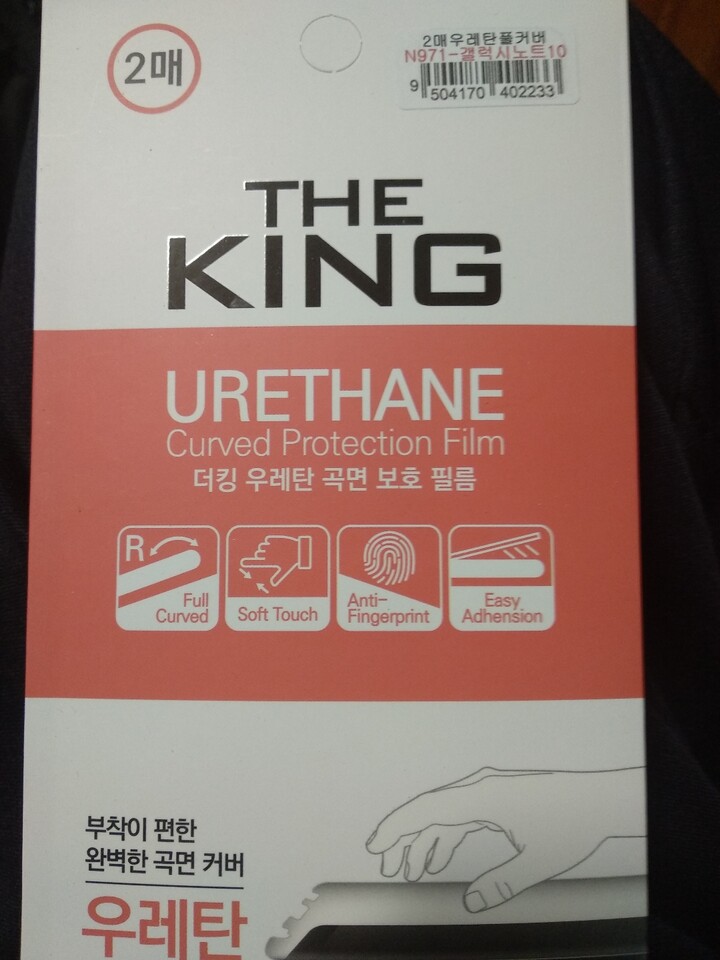 2매
2매우레탄풀커버
N971-갤럭시노트10
9 504170 402233
THE
KING
URETHANE
Curved Protection Film
더킹 우레탄 곡면 보호 필름
R
Full
Curved
Soft Touch
Anti-
Fingerprint
Easy
Adhension
부착이 편한
완벽한 곡면 커버
우레탄